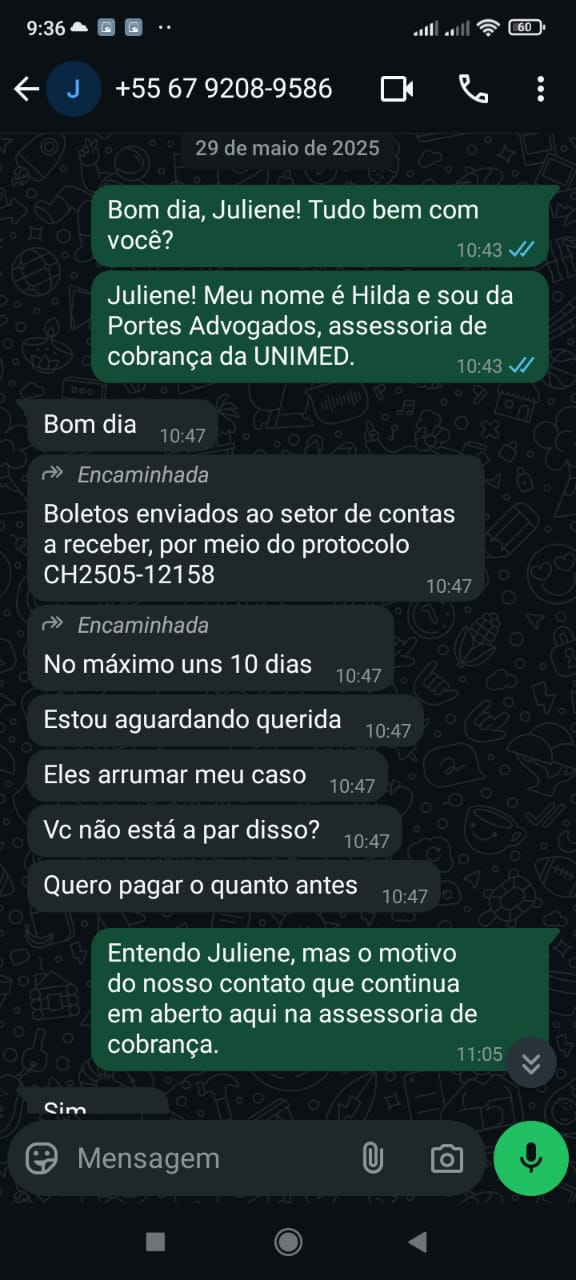 9:36
60
J +55 67 9208-9586
29 de maio de 2025
Bom dia, Juliene! Tudo bem com
você?
10:43
Juliene! Meu nome é Hilda e sou da
Portes Advogados, assessoria de
cobrança da UNIMED.
10:43
Bom dia 10:47
Encaminhada
Boletos enviados ao setor de contas
a receber, por meio do protocolo
CH2505-12158
10:47
Encaminhada
No máximo uns 10 dias 10:47
Estou aguardando querida 10:47
Eles arrumar meu caso 10:47
Vc não está a par disso? 10:47
Quero pagar o quanto antes 10:47
Entendo Juliene, mas o motivo
do nosso contato que continua
em aberto aqui na assessoria de
cobrança.
11:05
Sim
Mensagem